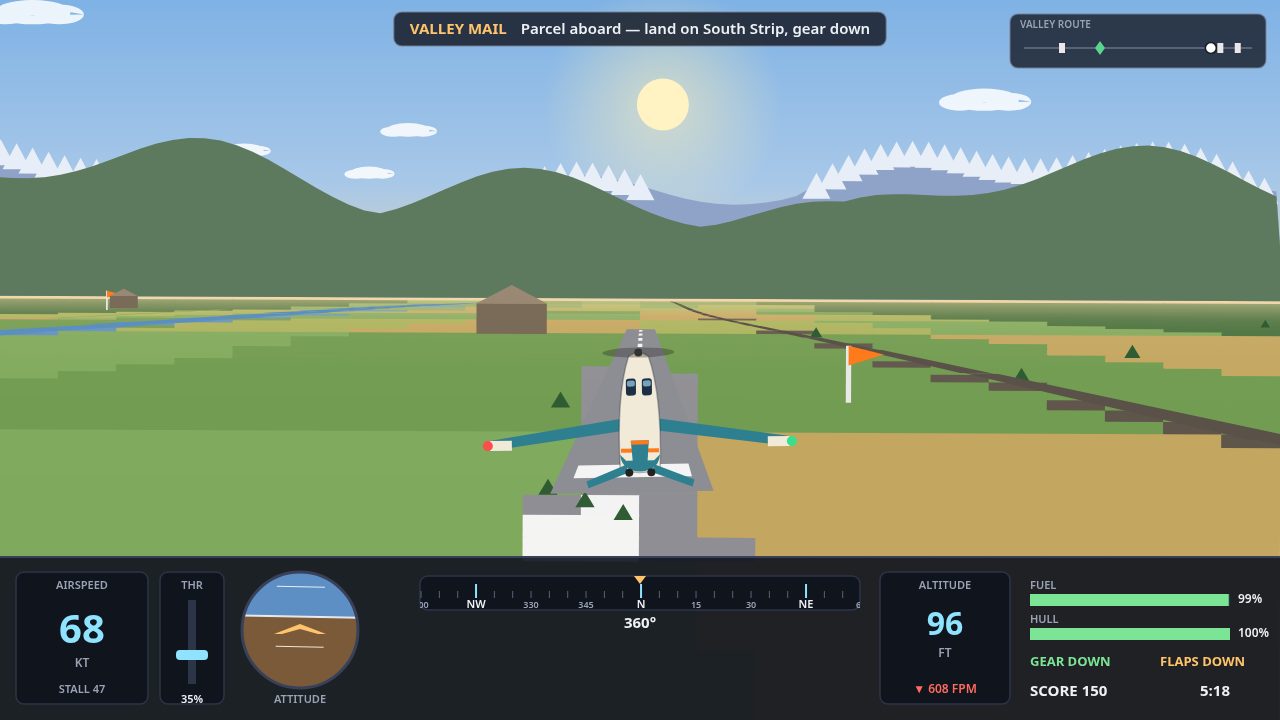 VALLEY MAIL Parcel aboard — land on South Strip, gear down
VALLEY ROUTE
AIRSPEED
68
KT
STALL 47
THR
35%
ATTITUDE
NW 330 345 N 15 30 NE
360°
ALTITUDE
96
FT
▼ 608 FPM
FUEL
99%
HULL
100%
GEAR DOWN FLAPS DOWN
SCORE 150 5:18